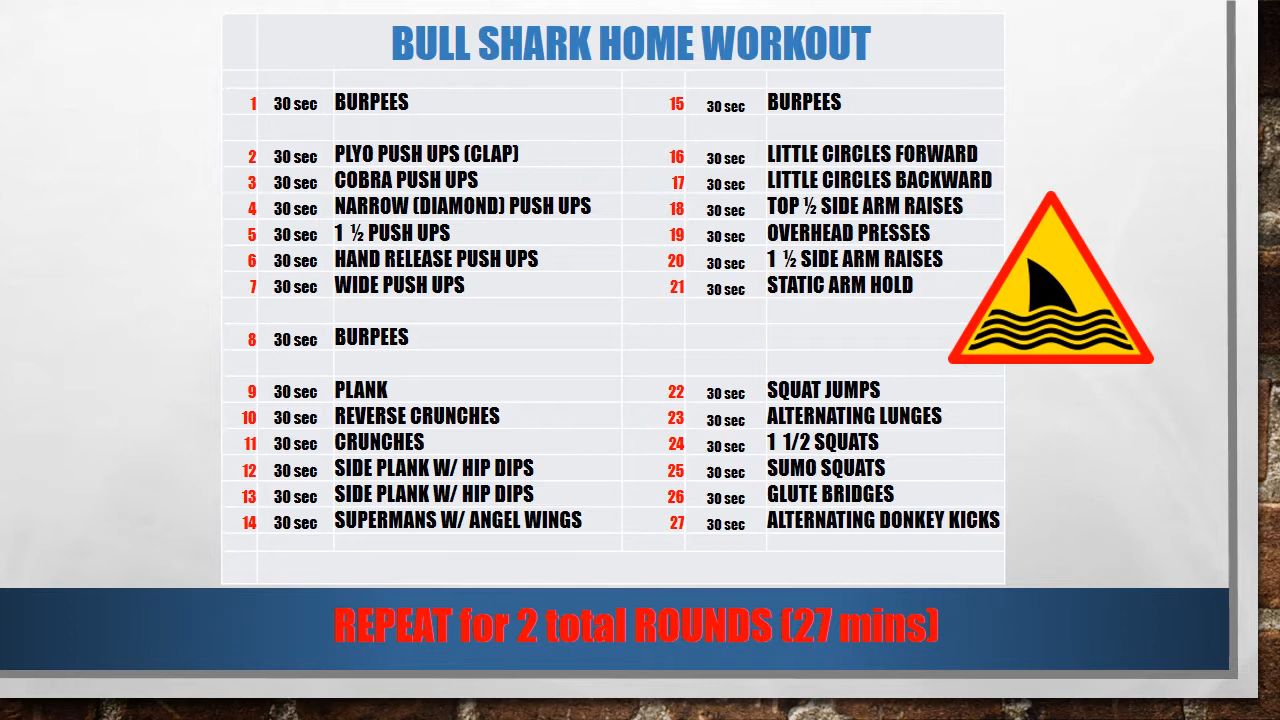 BULL SHARK HOME WORKOUT
1 30 sec BURPEES
2 30 sec PLYO PUSH UPS (CLAP)
3 30 sec COBRA PUSH UPS
4 30 sec NARROW (DIAMOND) PUSH UPS
5 30 sec 1 ½ PUSH UPS
6 30 sec HAND RELEASE PUSH UPS
7 30 sec WIDE PUSH UPS
8 30 sec BURPEES
9 30 sec PLANK
10 30 sec REVERSE CRUNCHES
11 30 sec CRUNCHES
12 30 sec SIDE PLANK W/ HIP DIPS
13 30 sec SIDE PLANK W/ HIP DIPS
14 30 sec SUPERMANS W/ ANGEL WINGS
15 30 sec BURPEES
16 30 sec LITTLE CIRCLES FORWARD
17 30 sec LITTLE CIRCLES BACKWARD
18 30 sec TOP ½ SIDE ARM RAISES
19 30 sec OVERHEAD PRESSES
20 30 sec 1 ½ SIDE ARM RAISES
21 30 sec STATIC ARM HOLD
22 30 sec SQUAT JUMPS
23 30 sec ALTERNATING LUNGES
24 30 sec 1 1/2 SQUATS
25 30 sec SUMO SQUATS
26 30 sec GLUTE BRIDGES
27 30 sec ALTERNATING DONKEY KICKS
REPEAT for 2 total ROUNDS (27 mins)